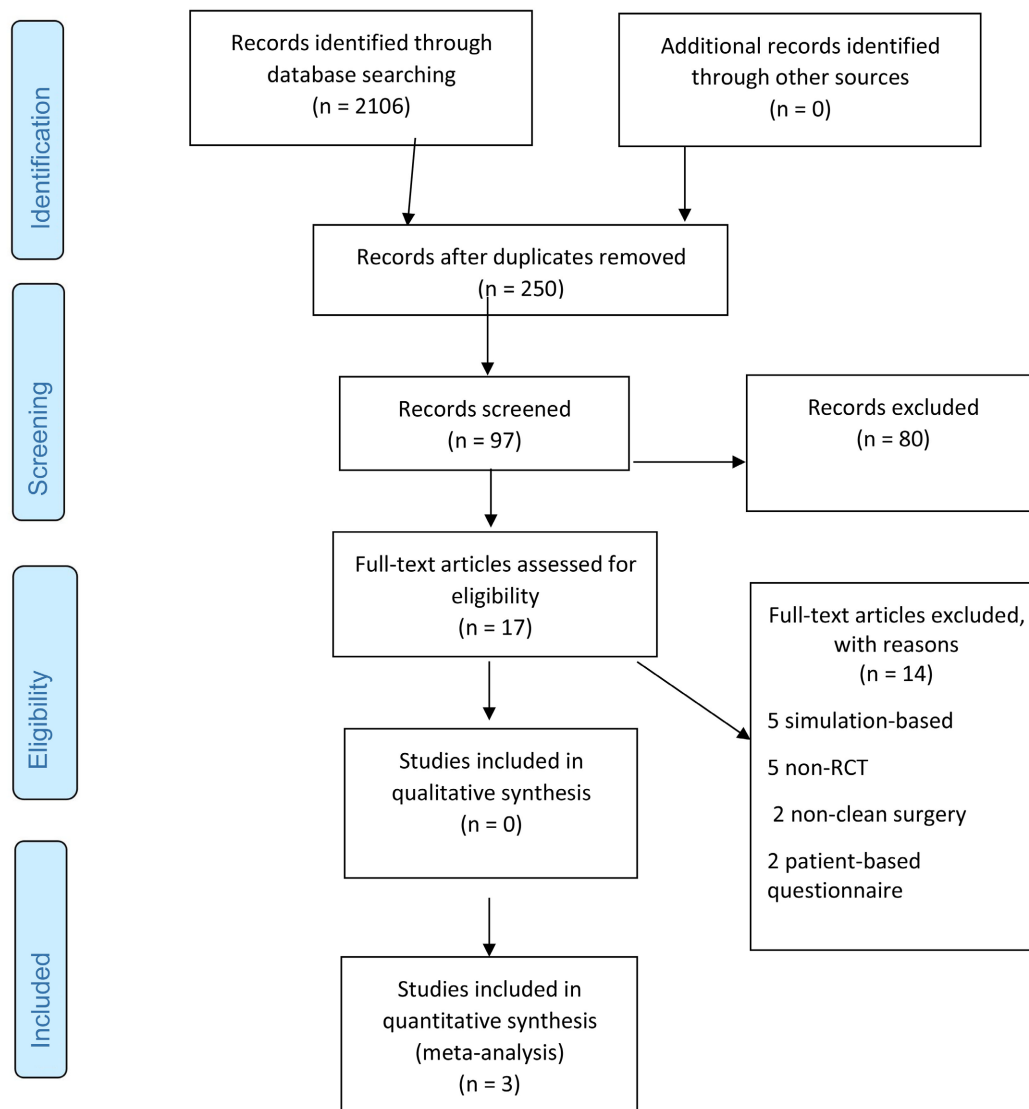 Identification
Records identified through
database searching
(n = 2106)
Additional records identified
through other sources
(n = 0)
Records after duplicates removed
(n = 250)
Screening
Records screened
(n = 97)
Records excluded
(n = 80)
Eligibility
Full-text articles assessed for
eligibility
(n = 17)
Full-text articles excluded,
with reasons
(n = 14)
5 simulation-based
5 non-RCT
2 non-clean surgery
2 patient-based
questionnaire
Studies included in
qualitative synthesis
(n = 0)
Included
Studies included in
quantitative synthesis
(meta-analysis)
(n = 3)